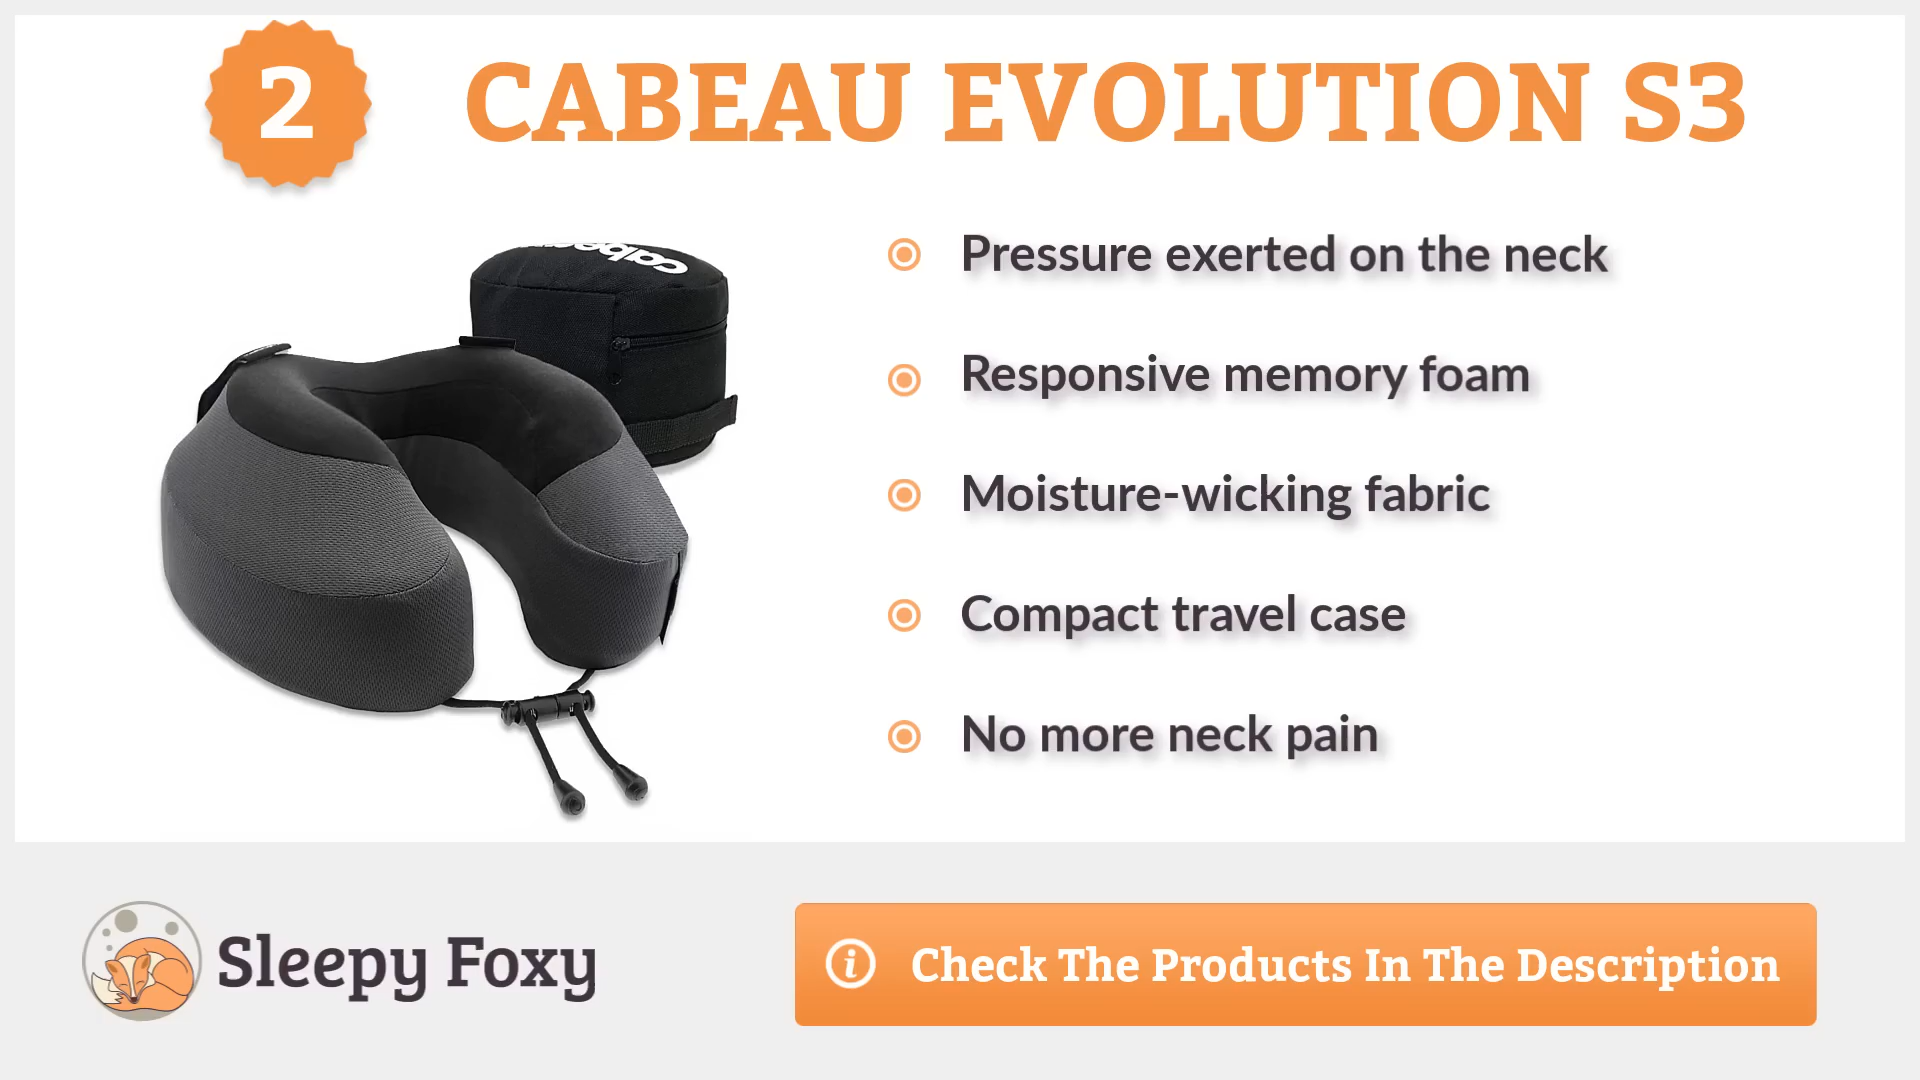 2
CABEAU EVOLUTION S3
cabeau
Pressure exerted on the neck
Responsive memory foam
Moisture-wicking fabric
Compact travel case
No more neck pain
Sleepy Foxy
i Check The Products In The Description